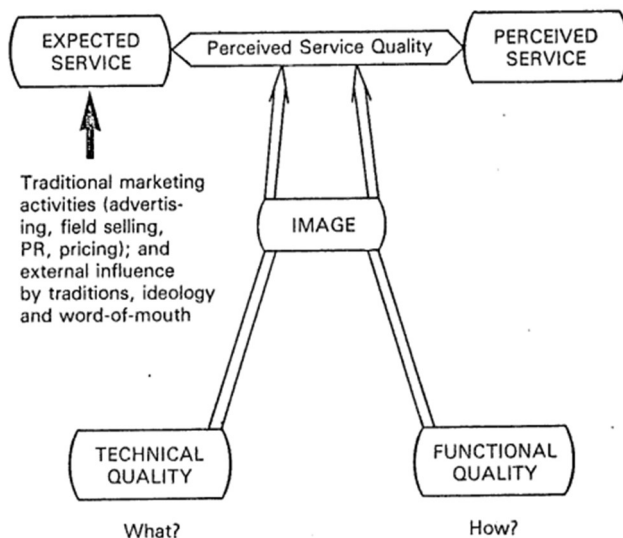 EXPECTED
SERVICE
Perceived Service Quality
PERCEIVED
SERVICE
Traditional marketing
activities (advertis-
ing, field selling,
PR, pricing); and
external influence
by traditions, ideology
and word-of-mouth
IMAGE
TECHNICAL
QUALITY
FUNCTIONAL
QUALITY
What?
How?